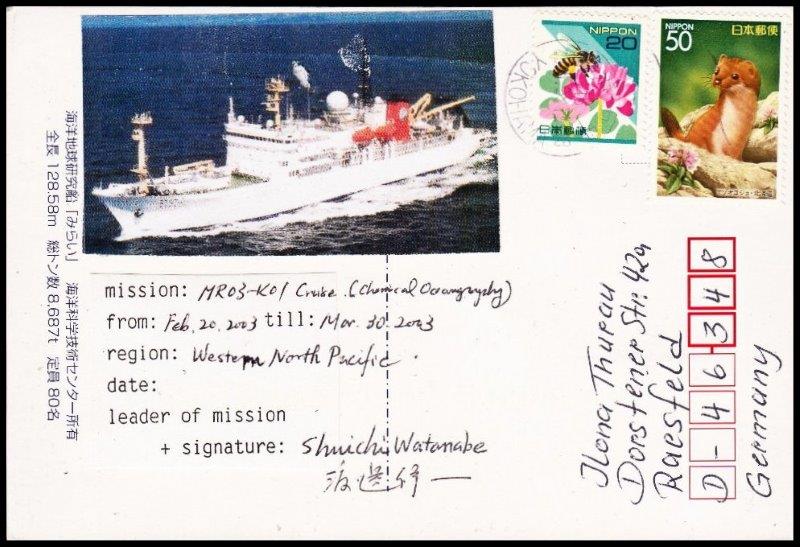 NIPPON
20
日本郵便
NIPPON
50
日本郵便
海洋地球研究船「みらい」 海洋科学技術センター所有
全長 128.58m 総トン数 8,687t 定員 80名
mission: MR03-K01 Cruise. (Chemical Oceanography)
from: Feb, 20, 2003 till: Mar. 30. 2003
region: Western North Pacific.
date:
leader of mission
+ signature: Shuichi Watanabe
渡邊修一
Ilona Thurau
Dorstener Str. 42a
Raesfeld
D-46348
Germany